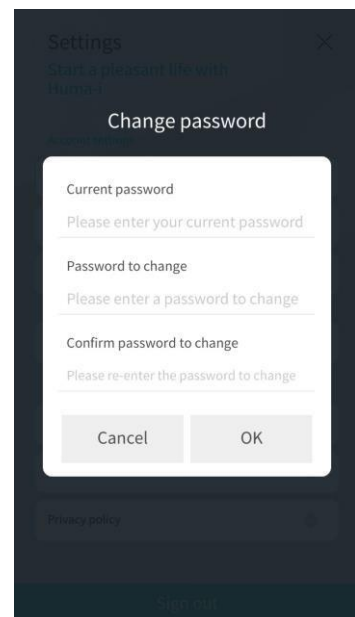 Settings
Start a pleasant life with
Huma-i
Change password
Current password
Please enter your current password
Password to change
Please enter a password to change
Confirm password to change
Please re-enter the password to change
Cancel
OK
Privacy policy
Sign out